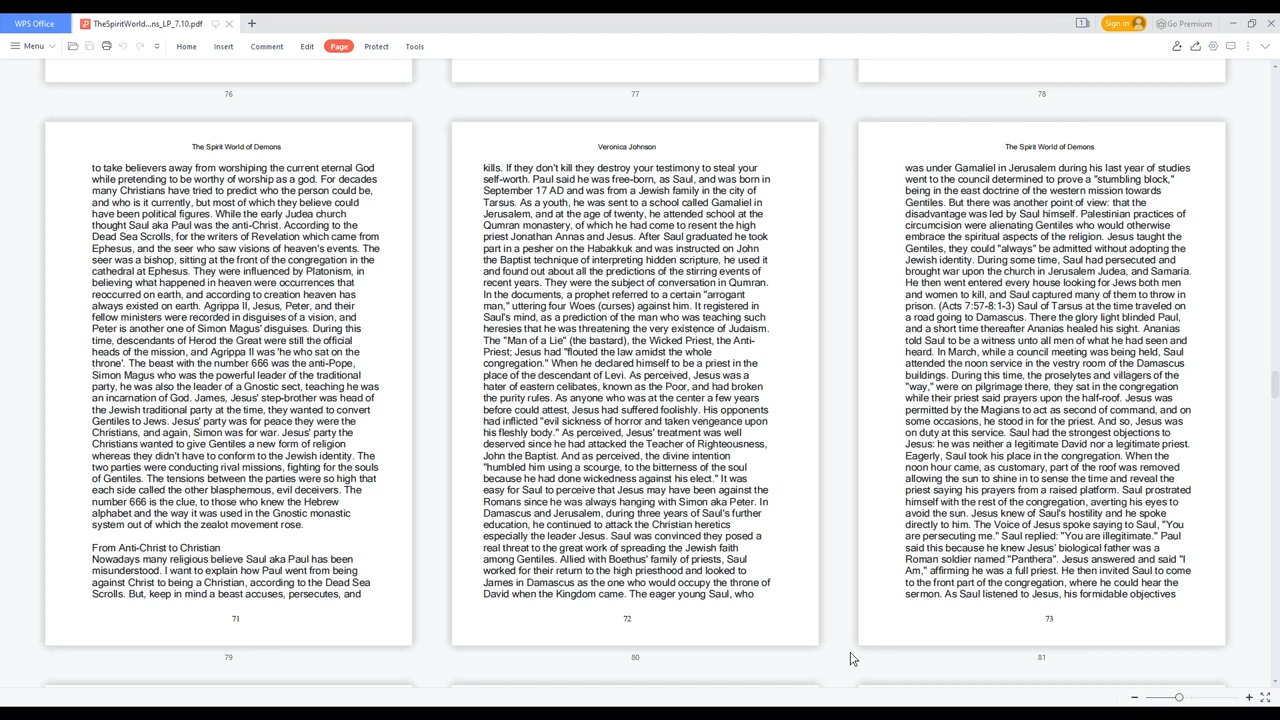 WPS Office
TheSpiritWorld...ns_LP_7.10.pdf
1
Sign in
Go Premium
Menu
Home
Insert
Comment
Edit
Page
Protect
Tools
76
77
78
The Spirit World of Demons
to take believers away from worshiping the current eternal God
while pretending to be worthy of worship as a god. For decades
many Christians have tried to predict who the person could be,
and who is it currently, but most of which they believe could
have been political figures. While the early Judea church
thought Saul aka Paul was the anti-Christ. According to the
Dead Sea Scrolls, for the writers of Revelation which came from
Ephesus, and the seer who saw visions of heaven's events. The
seer was a bishop, sitting at the front of the congregation in the
cathedral at Ephesus. They were influenced by Platonism, in
believing what happened in heaven were occurrences that
reoccurred on earth, and according to creation heaven has
always existed on earth. Agrippa II, Jesus, Peter, and their
fellow ministers were recorded in disguises of a vision, and
Peter is another one of Simon Magus' disguises. During this
time, descendants of Herod the Great were still the official
heads of the mission, and Agrippa II was 'he who sat on the
throne'. The beast with the number 666 was the anti-Pope,
Simon Magus who was the powerful leader of the traditional
party, he was also the leader of a Gnostic sect, teaching he was
an incarnation of God. James, Jesus' step-brother was head of
the Jewish traditional party at the time, they wanted to convert
Gentiles to Jews. Jesus' party was for peace they were the
Christians, and again, Simon was for war. Jesus' party the
Christians wanted to give Gentiles a new form of religion
whereas they didn't have to conform to the Jewish identity. The
two parties were conducting rival missions, fighting for the souls
of Gentiles. The tensions between the parties were so high that
each side called the other blasphemous, evil deceivers. The
number 666 is the clue, to those who knew the Hebrew
alphabet and the way it was used in the Gnostic monastic
system out of which the zealot movement rose.
From Anti-Christ to Christian
Nowadays many religious believe Saul aka Paul has been
misunderstood. I want to explain how Paul went from being
against Christ to being a Christian, according to the Dead Sea
Scrolls. But, keep in mind a beast accuses, persecutes, and
71
79
Veronica Johnson
kills. If they don't kill they destroy your testimony to steal your
self-worth. Paul said he was free-born, as Saul, and was born in
September 17 AD and was from a Jewish family in the city of
Tarsus. As a youth, he was sent to a school called Gamaliel in
Jerusalem, and at the age of twenty, he attended school at the
Qumran monastery, of which he had come to resent the high
priest Jonathan Annas and Jesus. After Saul graduated he took
part in a pesher on the Habakkuk and was instructed on John
the Baptist technique of interpreting hidden scripture, he used it
and found out about all the predictions of the stirring events of
recent years. They were the subject of conversation in Qumran.
In the documents, a prophet referred to a certain "arrogant
man," uttering four Woes (curses) against him. It registered in
Saul's mind, as a prediction of the man who was teaching such
heresies that he was threatening the very existence of Judaism.
The "Man of a Lie" (the bastard), the Wicked Priest, the Anti-
Priest; Jesus had "flouted the law amidst the whole
congregation." When he declared himself to be a priest in the
place of the descendant of Levi. As perceived, Jesus was a
hater of eastern celibates, known as the Poor, and had broken
the purity rules. As anyone who was at the center a few years
before could attest, Jesus had suffered foolishly. His opponents
had inflicted "evil sickness of horror and taken vengeance upon
his fleshly body." As perceived, Jesus' treatment was well
deserved since he had attacked the Teacher of Righteousness,
John the Baptist. And as perceived, the divine intention
"humbled him using a scourge, to the bitterness of the soul
because he had done wickedness against his elect." It was
easy for Saul to perceive that Jesus may have been against the
Romans since he was always hanging with Simon aka Peter. In
Damascus and Jerusalem, during three years of Saul's further
education, he continued to attack the Christian heretics
especially the leader Jesus. Saul was convinced they posed a
real threat to the great work of spreading the Jewish faith
among Gentiles. Allied with Boethus' family of priests, Saul
worked for their return to the high priesthood and looked to
James in Damascus as the one who would occupy the throne of
David when the Kingdom came. The eager young Saul, who
72
80
The Spirit World of Demons
was under Gamaliel in Jerusalem during his last year of studies
went to the council determined to prove a "stumbling block,"
being in the east doctrine of the western mission towards
Gentiles. But there was another point of view: that the
disadvantage was led by Saul himself. Palestinian practices of
circumcision were alienating Gentiles who would otherwise
embrace the spiritual aspects of the religion. Jesus taught the
Gentiles, they could "always" be admitted without adopting the
Jewish identity. During some time, Saul had persecuted and
brought war upon the church in Jerusalem Judea, and Samaria.
He then went entered every house looking for Jews both men
and women to kill, and Saul captured many of them to throw in
prison. (Acts 7:57-8:1-3) Saul of Tarsus at the time traveled on
a road going to Damascus. There the glory light blinded Paul,
and a short time thereafter Ananias healed his sight. Ananias
told Saul to be a witness unto all men of what he had seen and
heard. In March, while a council meeting was being held, Saul
attended the noon service in the vestry room of the Damascus
buildings. During this time, the proselytes and villagers of the
"way," were on pilgrimage there, they sat in the congregation
while their priest said prayers upon the half-roof. Jesus was
permitted by the Magians to act as second of command, and on
some occasions, he stood in for the priest. And so, Jesus was
on duty at this service. Saul had the strongest objections to
Jesus: he was neither a legitimate David nor a legitimate priest.
Eagerly, Saul took his place in the congregation. When the
noon hour came, as customary, part of the roof was removed
allowing the sun to shine in to sense the time and reveal the
priest saying his prayers from a raised platform. Saul prostrated
himself with the rest of the congregation, averting his eyes to
avoid the sun. Jesus knew of Saul's hostility and he spoke
directly to him. The Voice of Jesus spoke saying to Saul, "You
are persecuting me." Saul replied: "You are illegitimate." Paul
said this because he knew Jesus' biological father was a
Roman soldier named "Panthera". Jesus answered and said "I
Am," affirming he was a full priest. He then invited Saul to come
to the front part of the congregation, where he could hear the
sermon. As Saul listened to Jesus, his formidable objectives
73
81